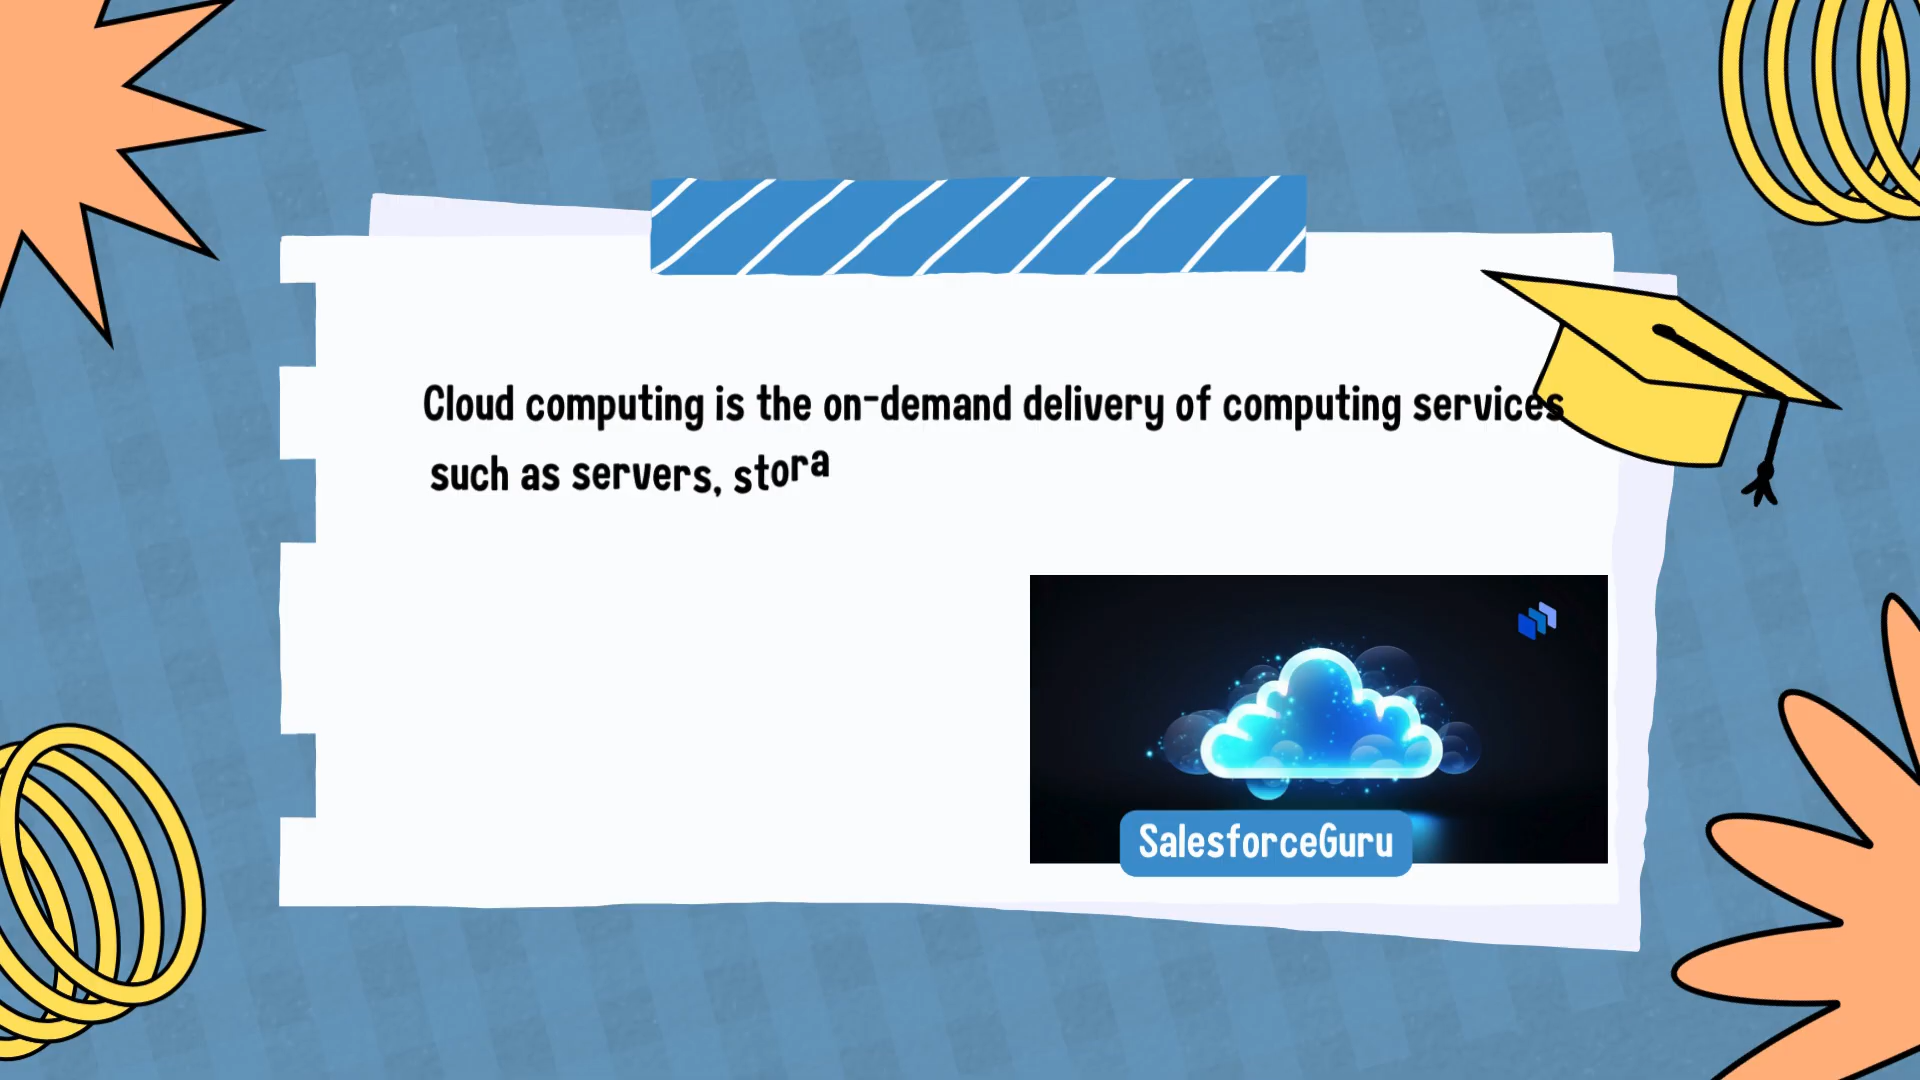 Cloud computing is the on-demand delivery of computing services
such as servers, stora
SalesforceGuru